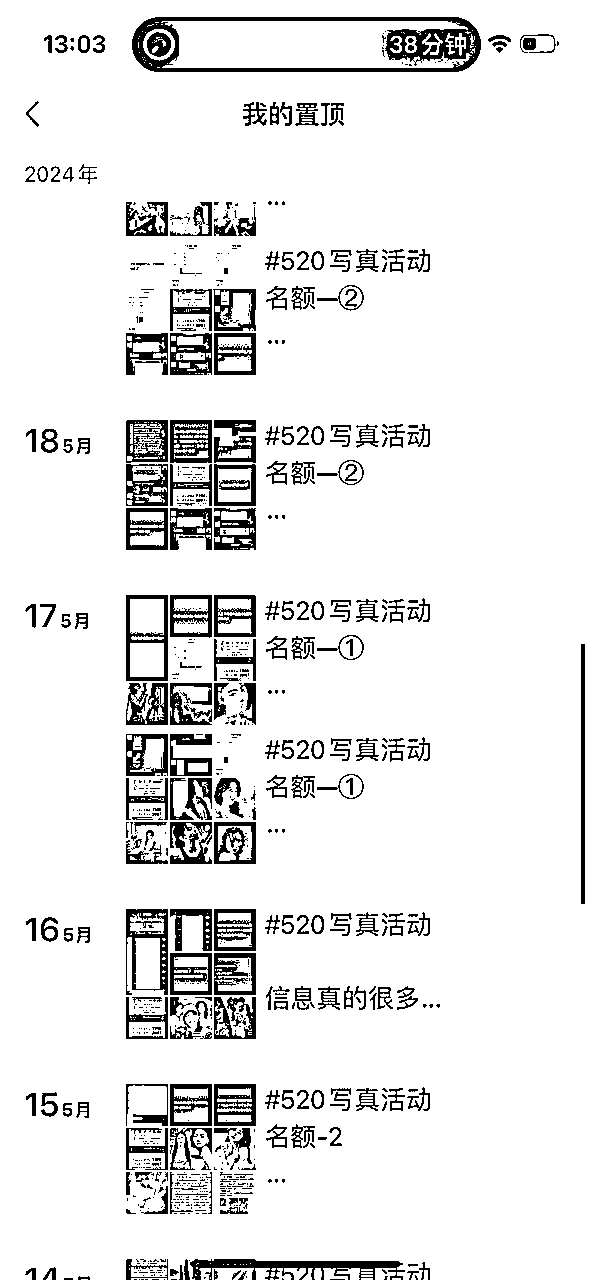 13:03
38分钟
我的置顶
2024年
...
#520写真活动
名额—②
...
18 5月
#520写真活动
名额—②
...
17 5月
#520写真活动
名额—①
...
#520写真活动
名额—①
...
16 5月
#520写真活动
信息真的很多...
15 5月
#520写真活动
名额-2
...
14 5月
#520写真活动